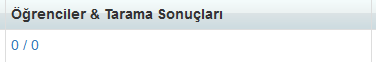 Öğrenciler & Tarama Sonuçları
0 / 0